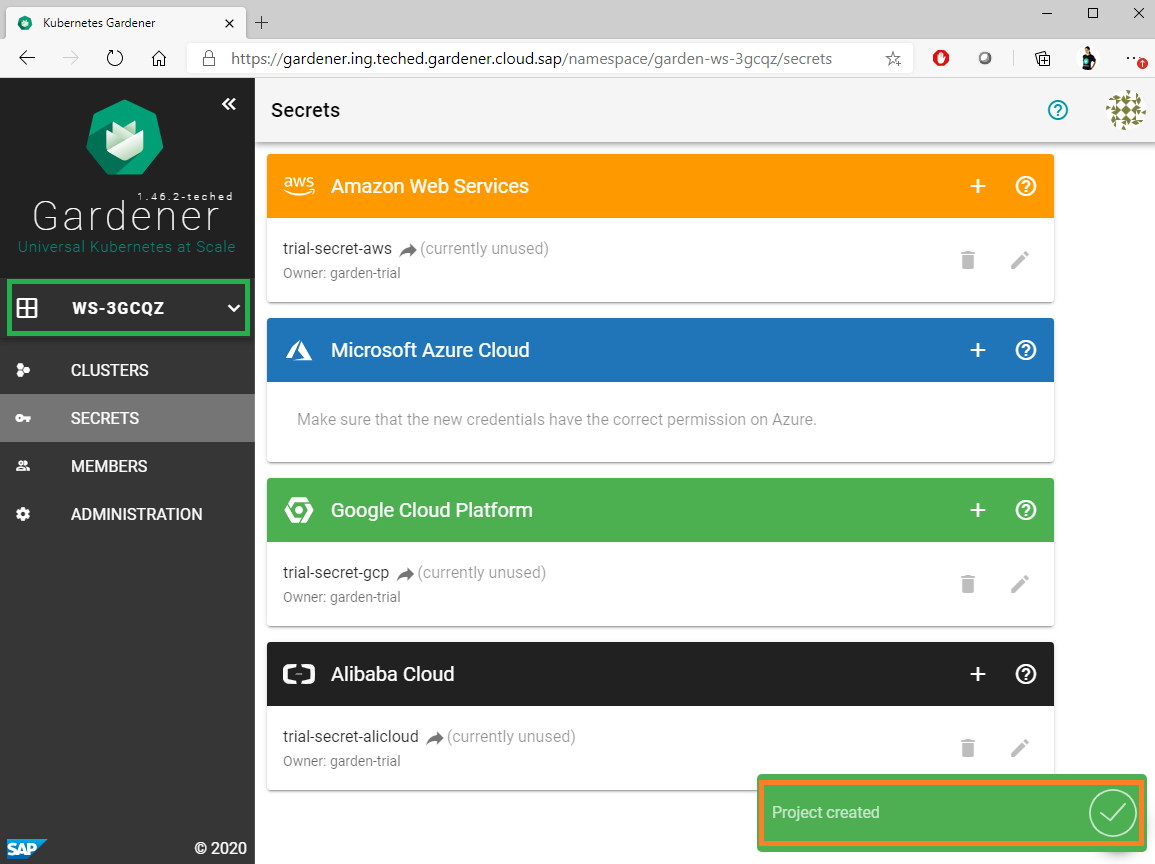 Kubernetes Gardener
https://gardener.ing.teched.gardener.cloud.sap/namespace/garden-ws-3gcqz/secrets
1.46.2-teched
Gardener
Universal Kubernetes at Scale
WS-3GCQZ
CLUSTERS
SECRETS
MEMBERS
ADMINISTRATION
SAP
© 2020
Secrets
aws
Amazon Web Services
trial-secret-aws (currently unused)
Owner: garden-trial
Microsoft Azure Cloud
Make sure that the new credentials have the correct permission on Azure.
Google Cloud Platform
trial-secret-gcp (currently unused)
Owner: garden-trial
Alibaba Cloud
trial-secret-alicloud (currently unused)
Owner: garden-trial
Project created